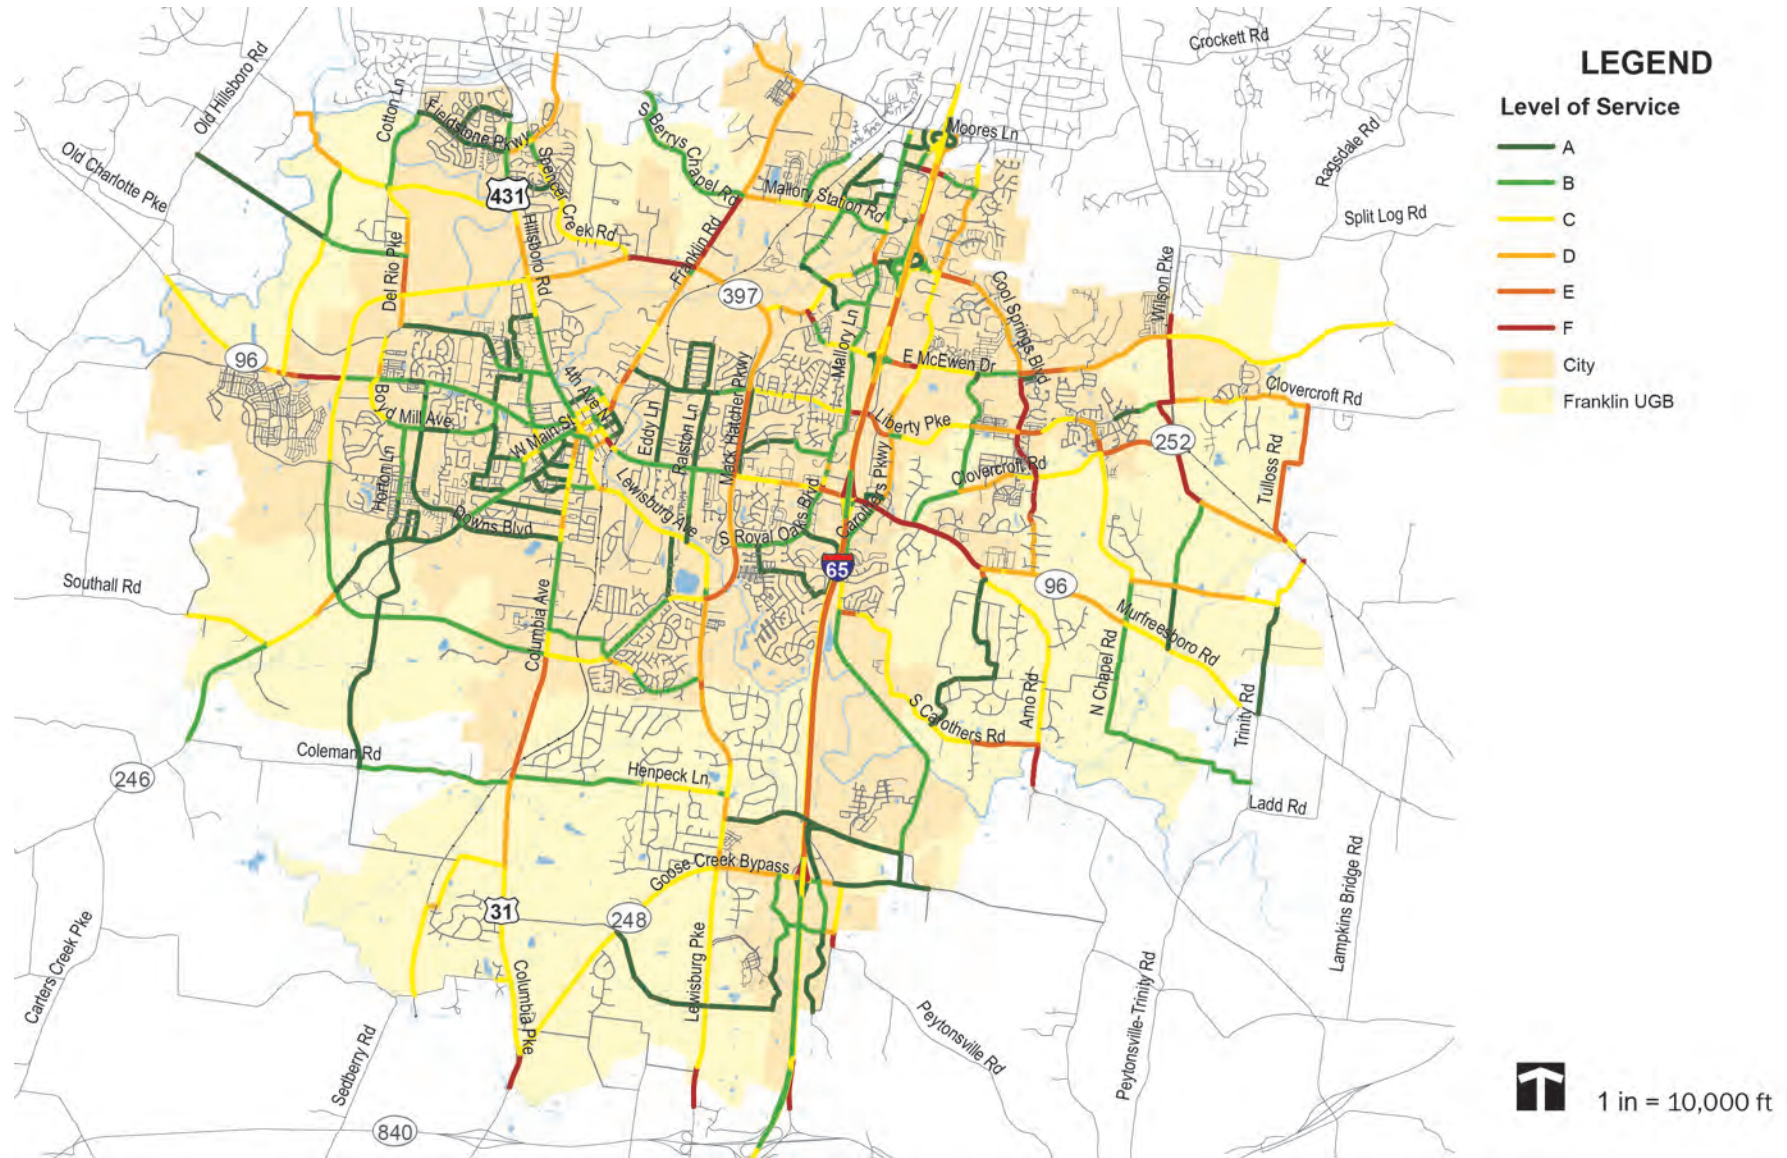 LEGEND
Level of Service
A
B
C
D
E
F
City
Franklin UGB
1 in = 10,000 ft
Crockett Rd
Old Hillsboro Rd
Cotton Ln
Fieldstone Pkwy
S Berrys Chapel Rd
Moores Ln
Ragsdale Rd
Old Charlotte Pke
431
Spencer Creek Rd
Mallory Station Rd
Split Log Rd
Hillsboro Rd
Franklin Rd
Del Rio Pke
397
Cool Springs Blvd
Wilson Pke
Mallory Ln
96
E McEwen Dr
4th Ave N
Clovercroft Rd
Boyd Mill Ave
Mack Hatcher Pkwy
Liberty Pke
W Main St
Eddy Ln
Ralston Ln
252
Horton Ln
Clovercroft Rd
Tulloss Rd
Lewisburg Ave
Carothers Pkwy
Downs Blvd
S Royal Oaks Blvd
65
96
Southall Rd
Columbia Ave
Murfreesboro Rd
N Chapel Rd
Arno Rd
S Carothers Rd
Trinity Rd
Coleman Rd
246
Henpeck Ln
Ladd Rd
Goose Creek Bypass
Lampkins Bridge Rd
31
248
Carters Creek Pke
Lewisburg Pke
Columbia Pke
Peytonsville Rd
Peytonsville-Trinity Rd
Sedberry Rd
840